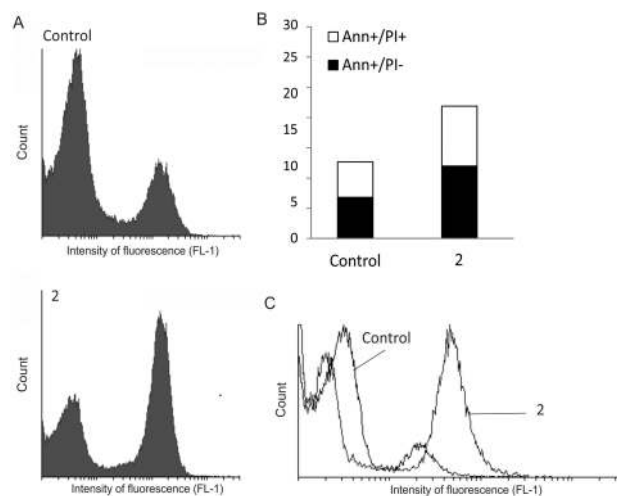 A
Control
Count
Intensity of fluorescence (FL-1)
2
Count
Intensity of fluorescence (FL-1)
B
Ann+/PI+
Ann+/PI-
30
25
20
15
10
5
0
Control
2
C
Control
2
Count
Intensity of fluorescence (FL-1)